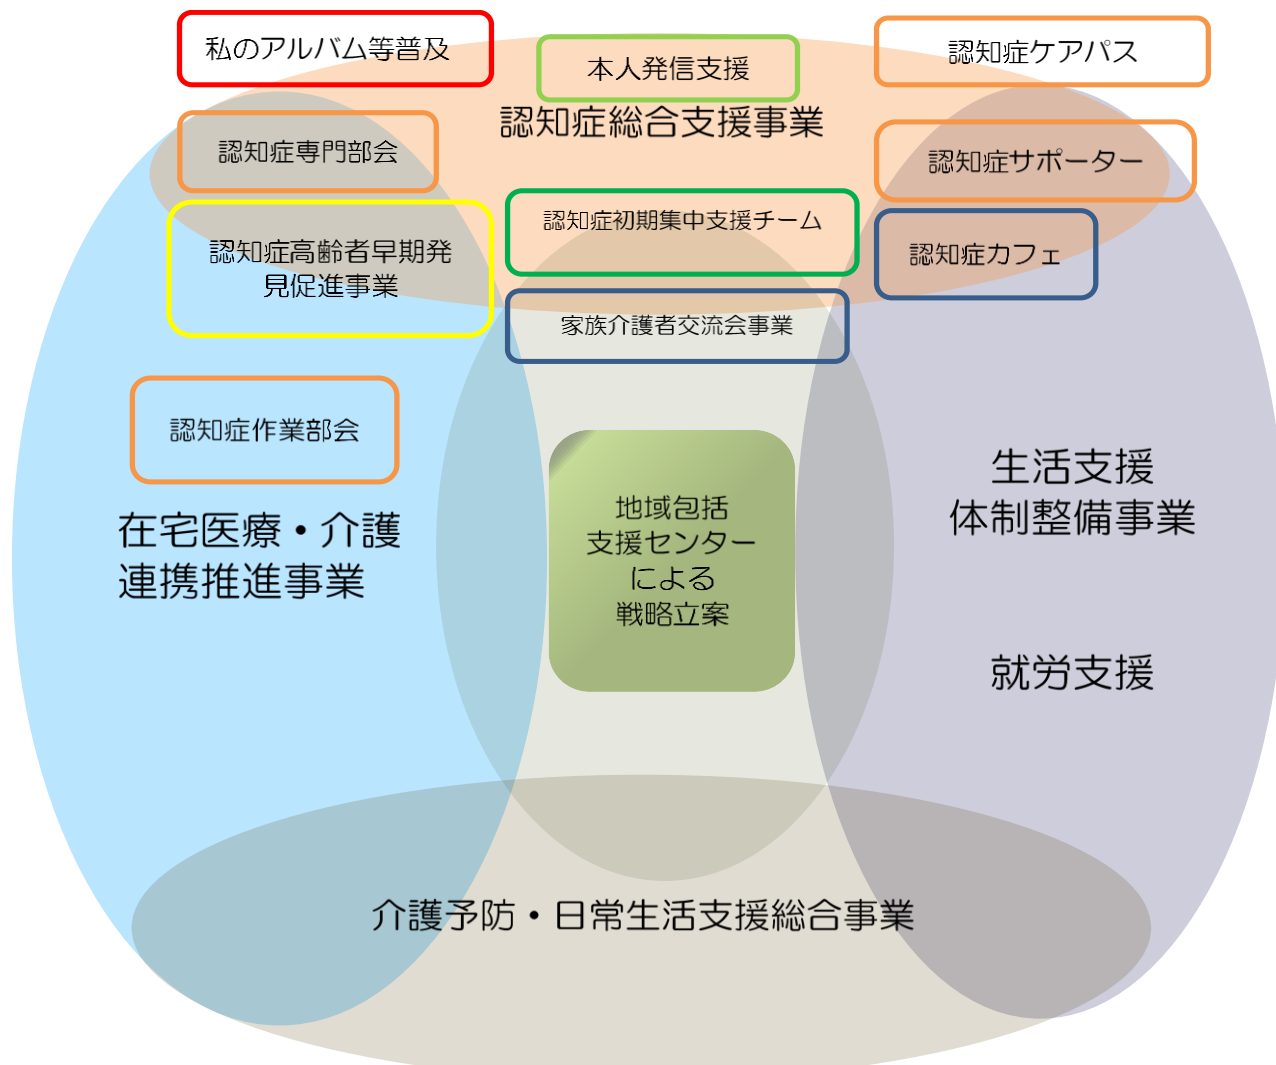 私のアルバム等普及
本人発信支援
認知症ケアパス
認知症総合支援事業
認知症専門部会
認知症サポーター
認知症初期集中支援チーム
認知症高齢者早期発
見促進事業
認知症カフェ
家族介護者交流会事業
認知症作業部会
在宅医療・介護
連携推進事業
地域包括
支援センター
による
戦略立案
生活支援
体制整備事業
就労支援
介護予防・日常生活支援総合事業